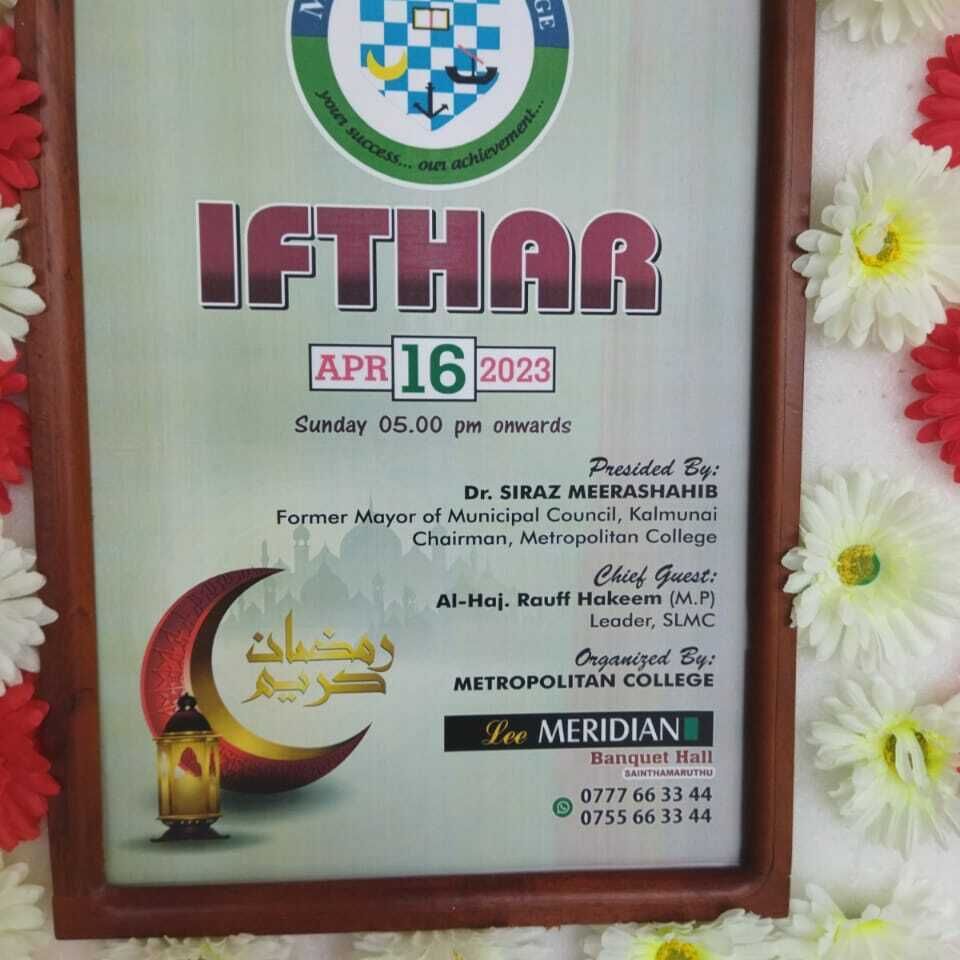 your success... our achievement...
IFTHAR
APR 16 2023
Sunday 05.00 pm onwards
Presided By:
Dr. SIRAZ MEERASHAHIB
Former Mayor of Municipal Council, Kalmunai
Chairman, Metropolitan College
Chief Guest:
Al-Haj. Rauff Hakeem (M.P)
Leader, SLMC
رمضان
كريم
Organized By:
METROPOLITAN COLLEGE
Lee MERIDIAN
Banquet Hall
SAINTHAMARUTHU
0777 66 33 44
0755 66 33 44